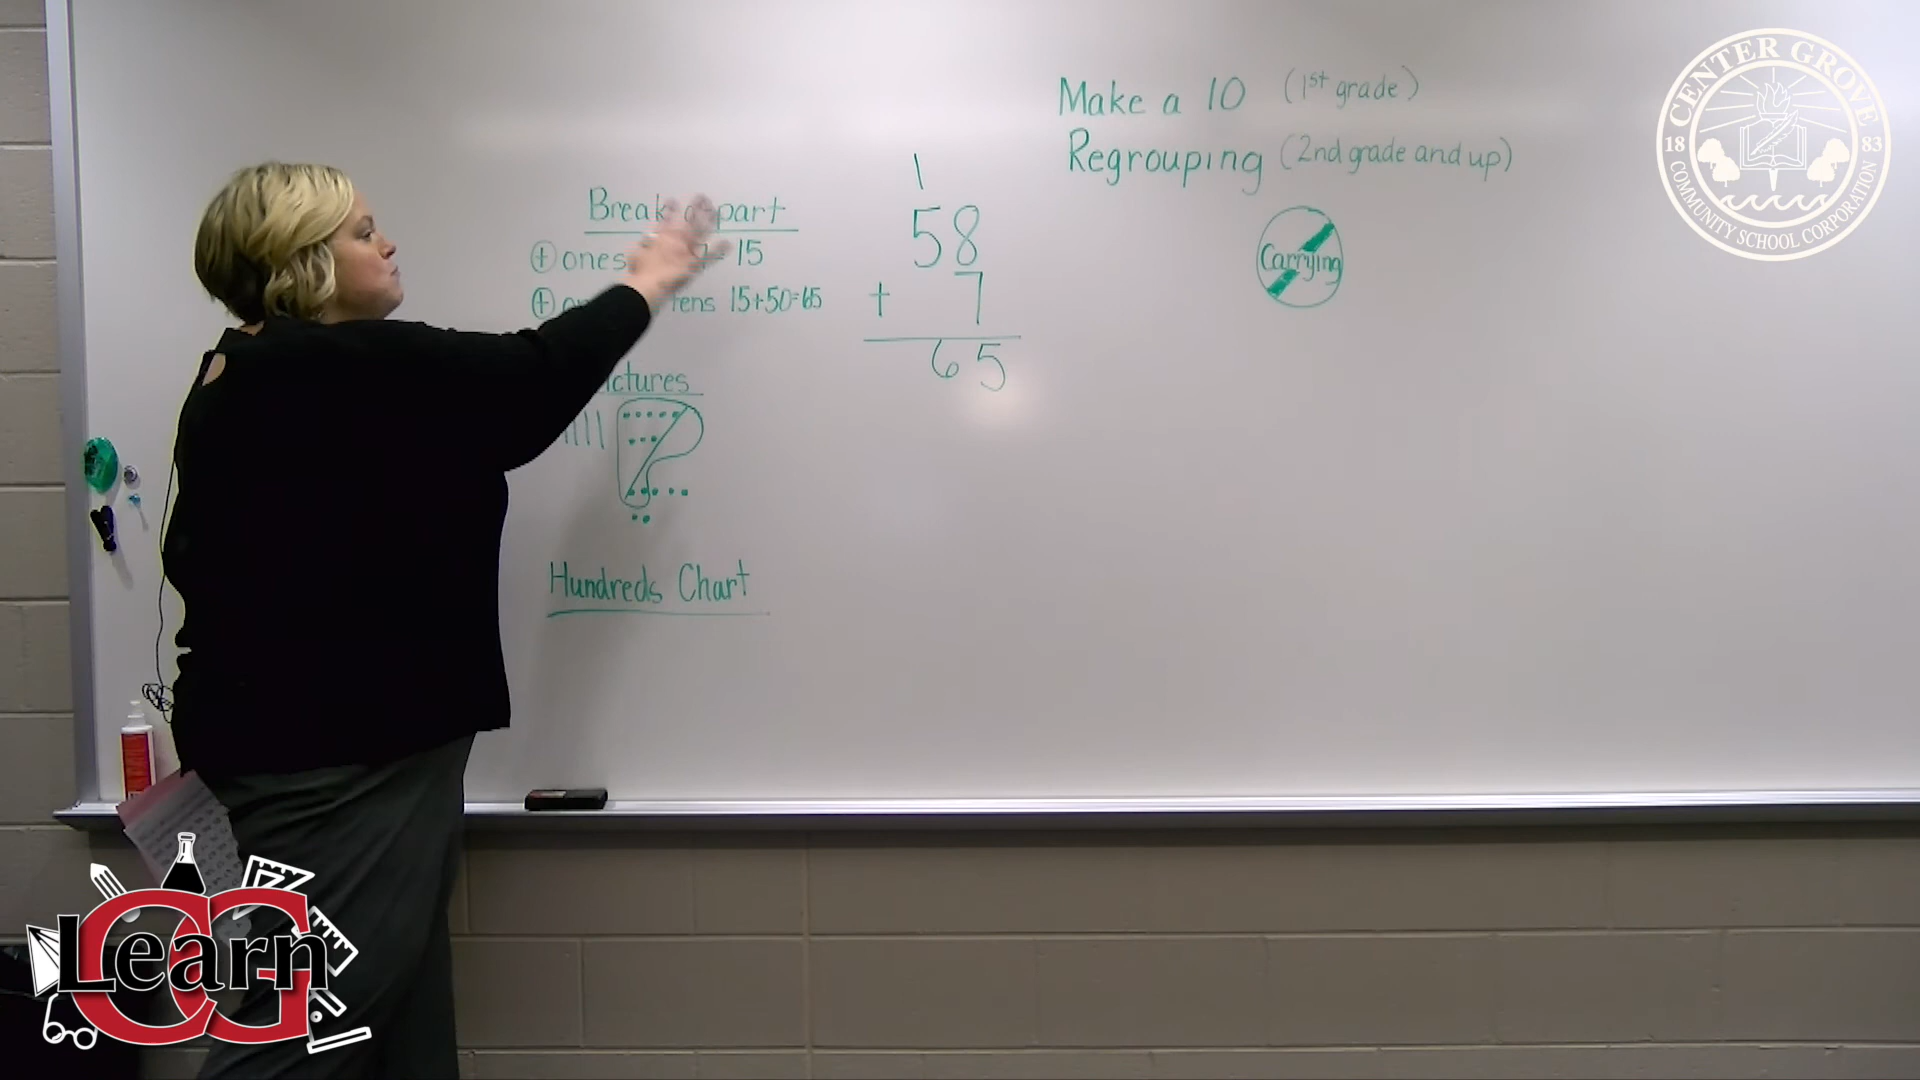 Make a 10 (1st grade)
Regrouping (2nd grade and up)
Carrying
Break apart
+ ones 15
+ tens 15+50=65
1
58
+ 7
65
Hundreds Chart
CENTER GROVE
18 83
COMMUNITY SCHOOL CORPORATION
CG
Learn